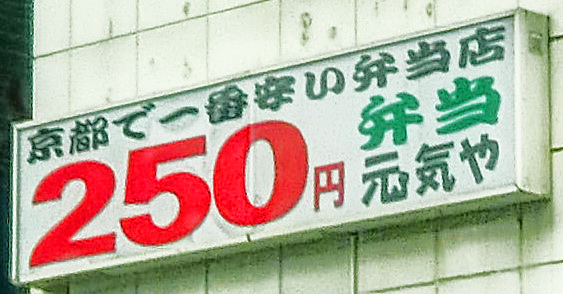 京都で一番安い弁当店
250円
弁当
元気や